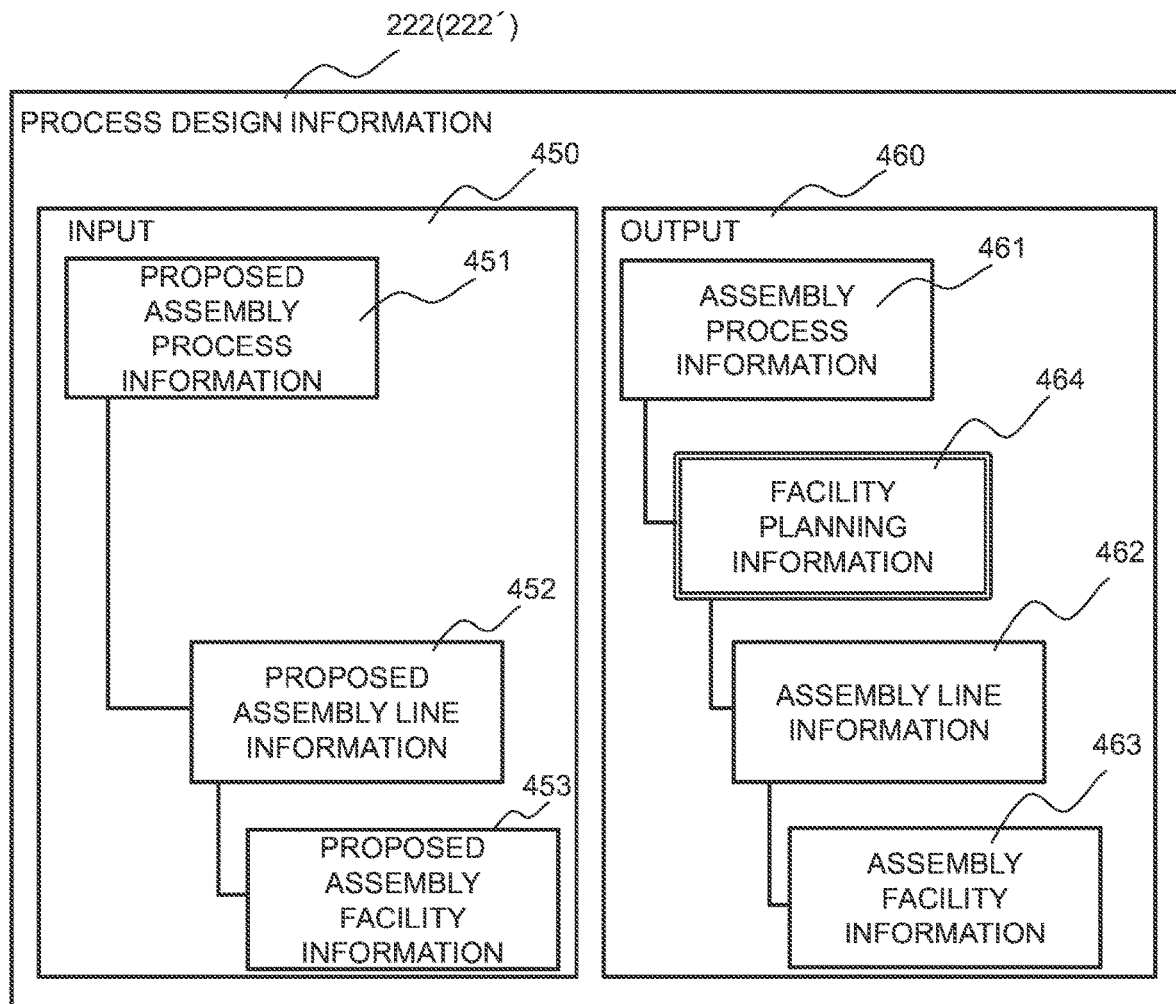 222(222´)
PROCESS DESIGN INFORMATION
450
INPUT
451
PROPOSED
ASSEMBLY
PROCESS
INFORMATION
452
PROPOSED
ASSEMBLY LINE
INFORMATION
453
PROPOSED
ASSEMBLY
FACILITY
INFORMATION
460
OUTPUT
461
ASSEMBLY
PROCESS
INFORMATION
464
FACILITY
PLANNING
INFORMATION
462
ASSEMBLY LINE
INFORMATION
463
ASSEMBLY
FACILITY
INFORMATION